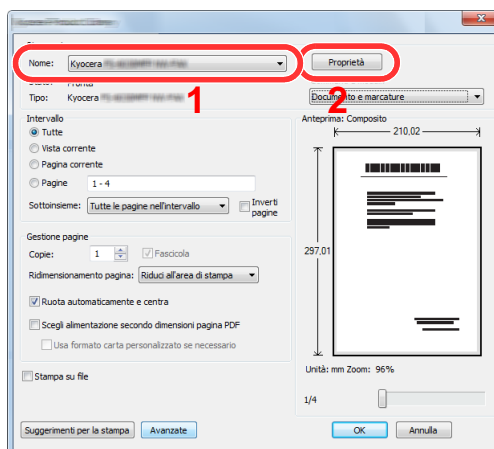 Nome: Kyocera
Proprietà
1
2
Pronta
Tipo: Kyocera
Documento e marcature
Intervallo
Tutte
Vista corrente
Pagina corrente
Pagine 1 - 4
Sottoinsieme: Tutte le pagine nell'intervallo
Inverti
pagine
Gestione pagine
Copie: 1 Fascicola
Ridimensionamento pagina: Riduci all'area di stampa
Ruota automaticamente e centra
Scegli alimentazione secondo dimensioni pagina PDF
Usa formato carta personalizzato se necessario
Stampa su file
Anteprima: Composito
210,02
297,01
Unità: mm Zoom: 96%
1/4
Suggerimenti per la stampa
Avanzate
OK
Annulla